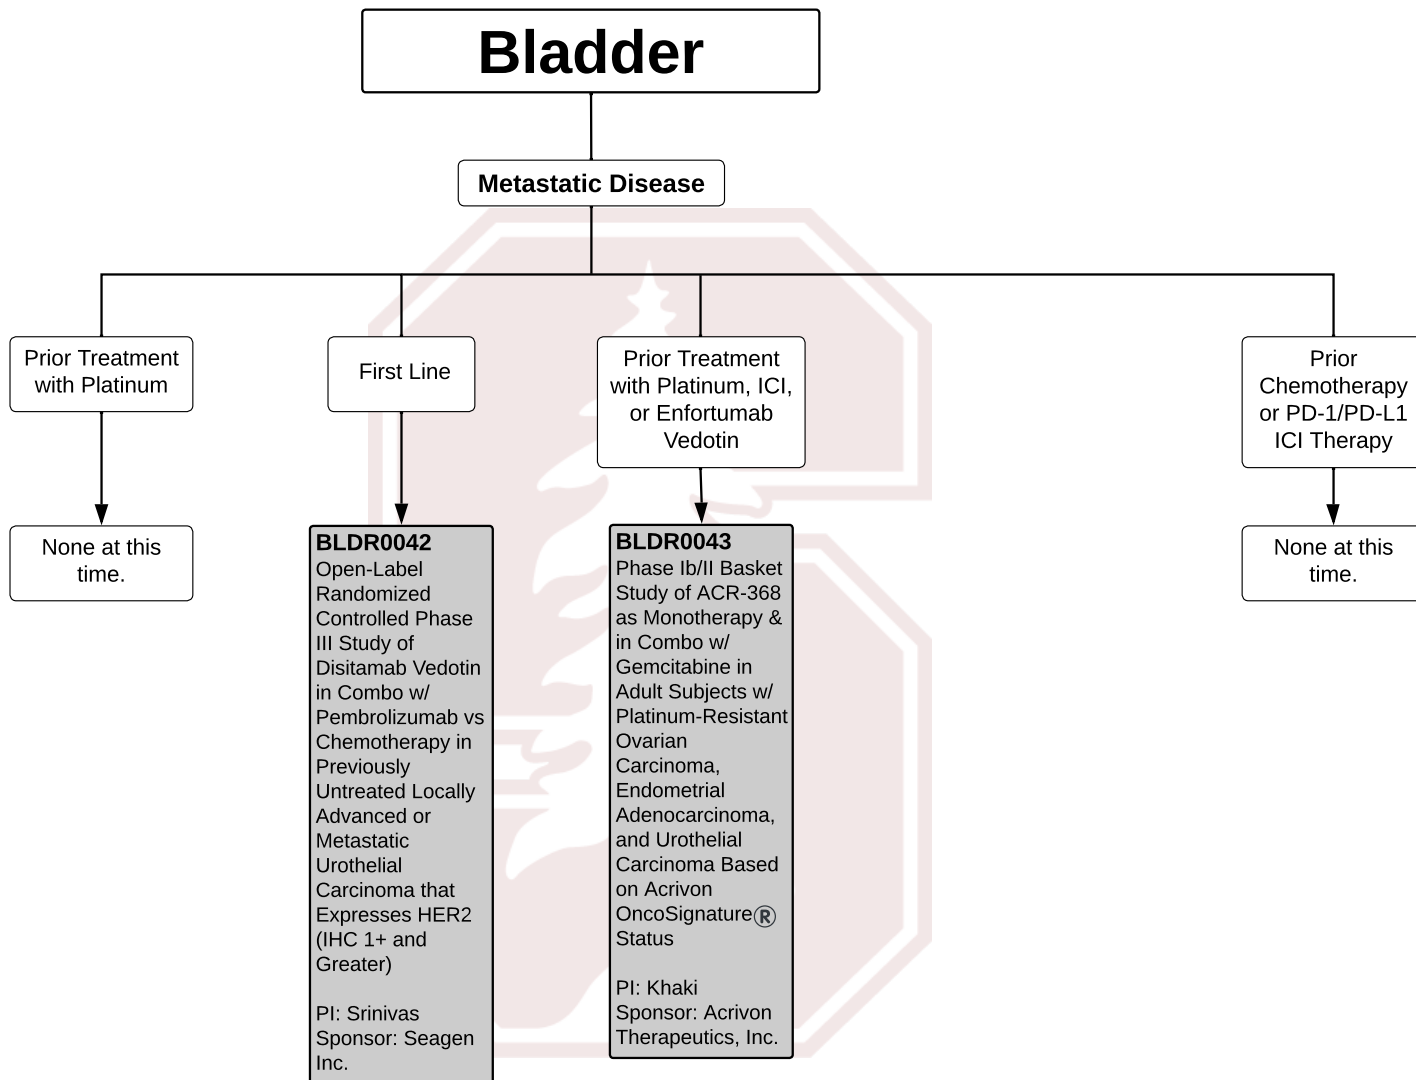 Bladder
Metastatic Disease
Prior Treatment
with Platinum
None at this
time.
First Line
BLDR0042
Open-Label
Randomized
Controlled Phase
III Study of
Disitamab Vedotin
in Combo w/
Pembrolizumab vs
Chemotherapy in
Previously
Untreated Locally
Advanced or
Metastatic
Urothelial
Carcinoma that
Expresses HER2
(IHC 1+ and
Greater)
PI: Srinivas
Sponsor: Seagen
Inc.
Prior Treatment
with Platinum, ICI,
or Enfortumab
Vedotin
BLDR0043
Phase Ib/II Basket
Study of ACR-368
as Monotherapy &
in Combo w/
Gemcitabine in
Adult Subjects w/
Platinum-Resistant
Ovarian
Carcinoma,
Endometrial
Adenocarcinoma,
and Urothelial
Carcinoma Based
on Acrivon
OncoSignature®
Status
PI: Khaki
Sponsor: Acrivon
Therapeutics, Inc.
Prior
Chemotherapy
or PD-1/PD-L1
ICI Therapy
None at this
time.